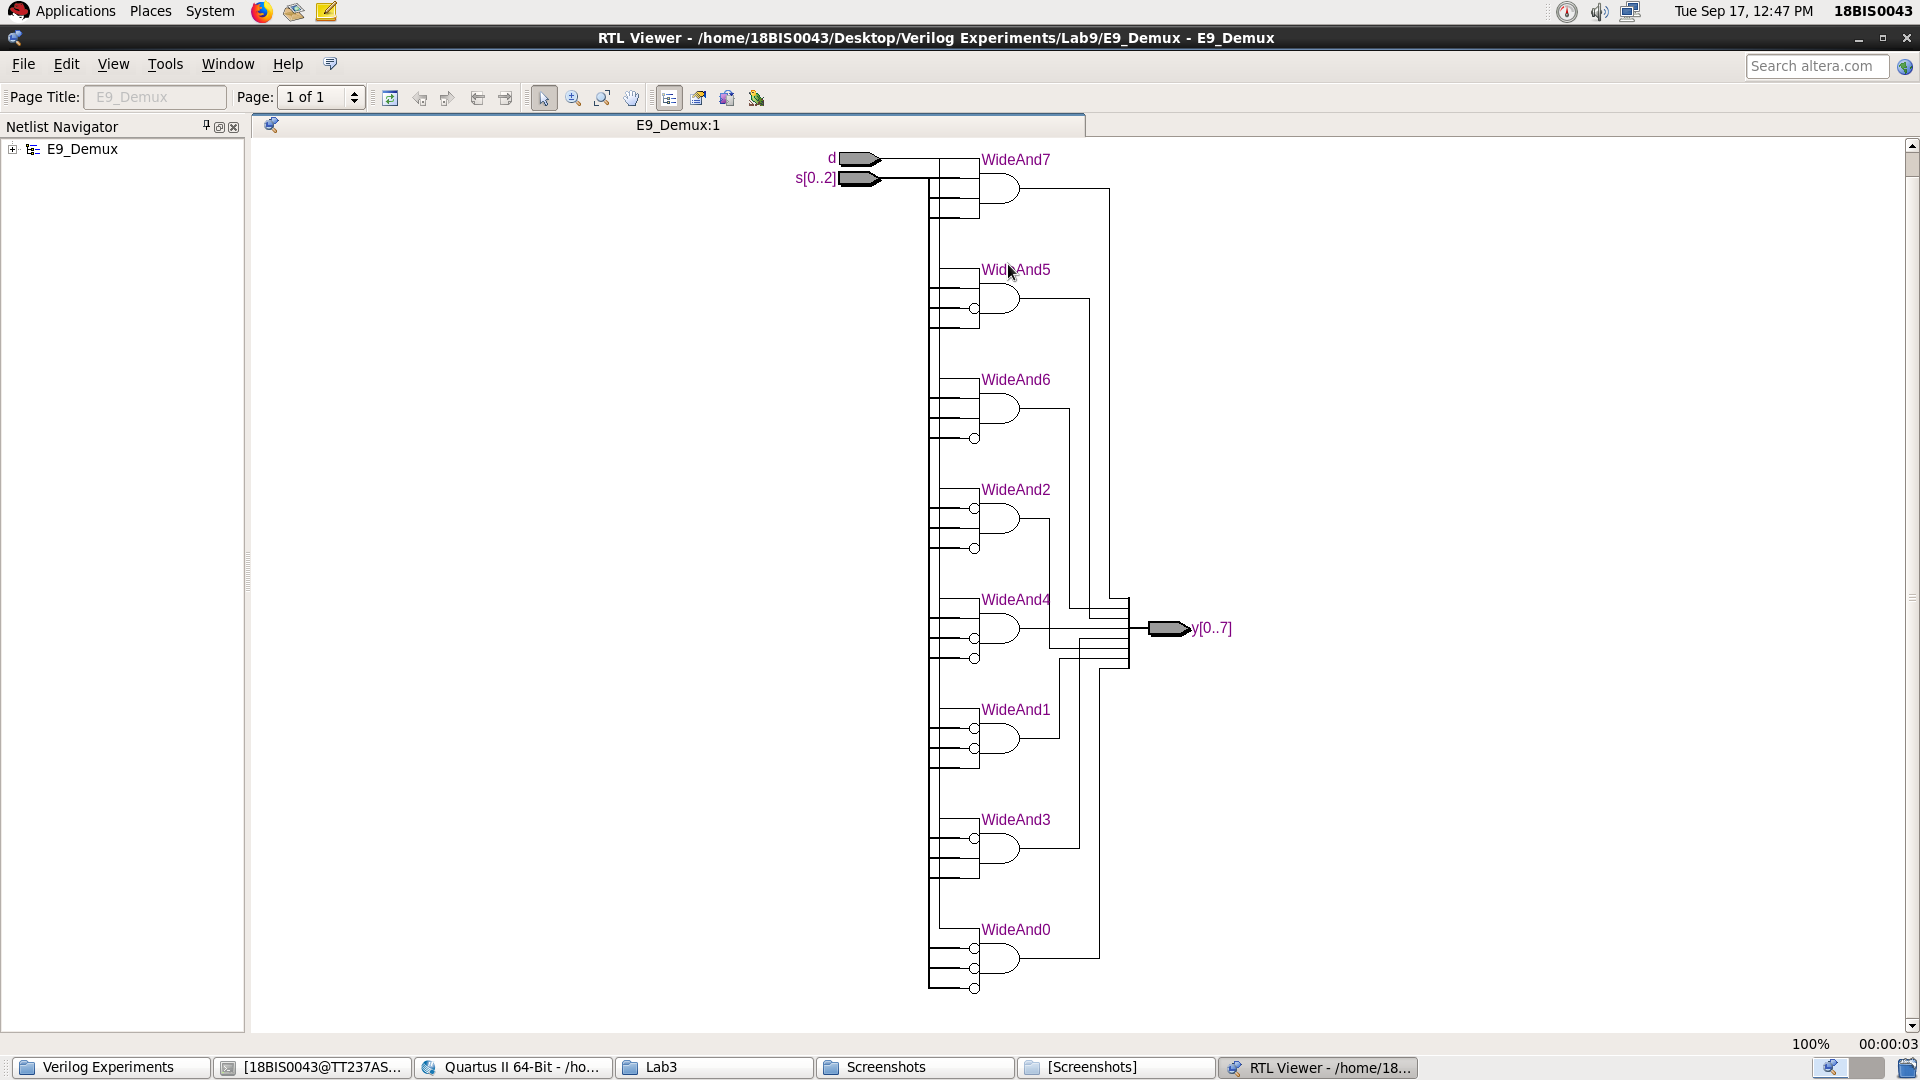 Applications Places System Tue Sep 17, 12:47 PM 18BIS0043
RTL Viewer - /home/18BIS0043/Desktop/Verilog Experiments/Lab9/E9_Demux - E9_Demux
File Edit View Tools Window Help Search altera.com
Page Title: E9_Demux Page: 1 of 1
Netlist Navigator
E9_Demux:1
E9_Demux
d
s[0..2]
WideAnd7
WideAnd5
WideAnd6
WideAnd2
WideAnd4
y[0..7]
WideAnd1
WideAnd3
WideAnd0
100% 00:00:03
Verilog Experiments [18BIS0043@TT237AS... Quartus II 64-Bit - /ho... Lab3 Screenshots [Screenshots] RTL Viewer - /home/18...